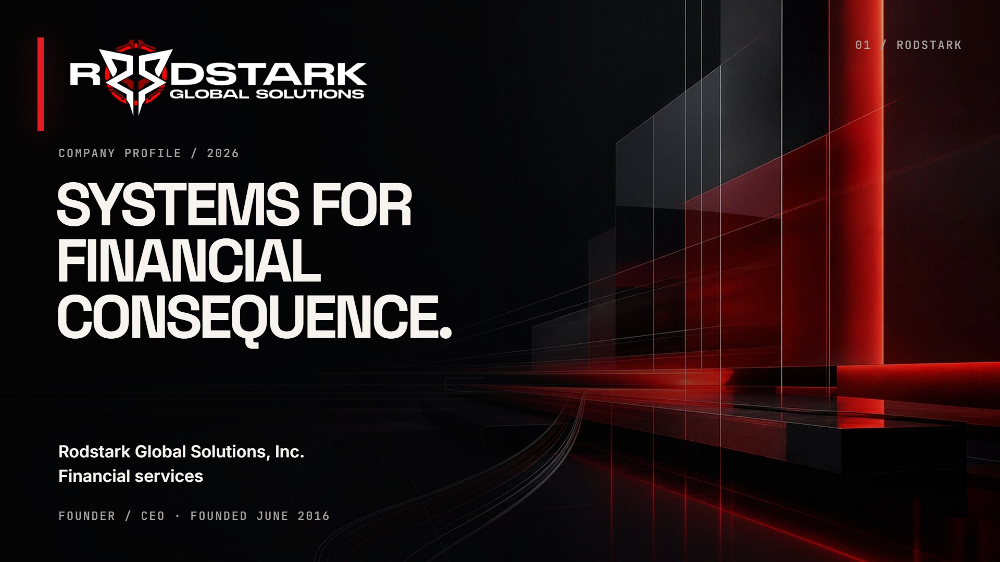 RODSTARK
GLOBAL SOLUTIONS
01 / RODSTARK
COMPANY PROFILE / 2026
SYSTEMS FOR
FINANCIAL
CONSEQUENCE.
Rodstark Global Solutions, Inc.
Financial services
FOUNDER / CEO · FOUNDED JUNE 2016